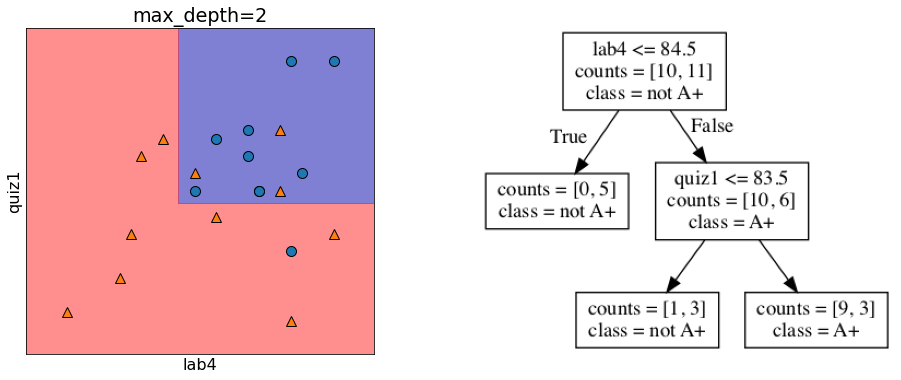 max_depth=2
quiz1
lab4
lab4 <= 84.5
counts = [10, 11]
class = not A+
True
False
counts = [0, 5]
class = not A+
quiz1 <= 83.5
counts = [10, 6]
class = A+
counts = [1, 3]
class = not A+
counts = [9, 3]
class = A+